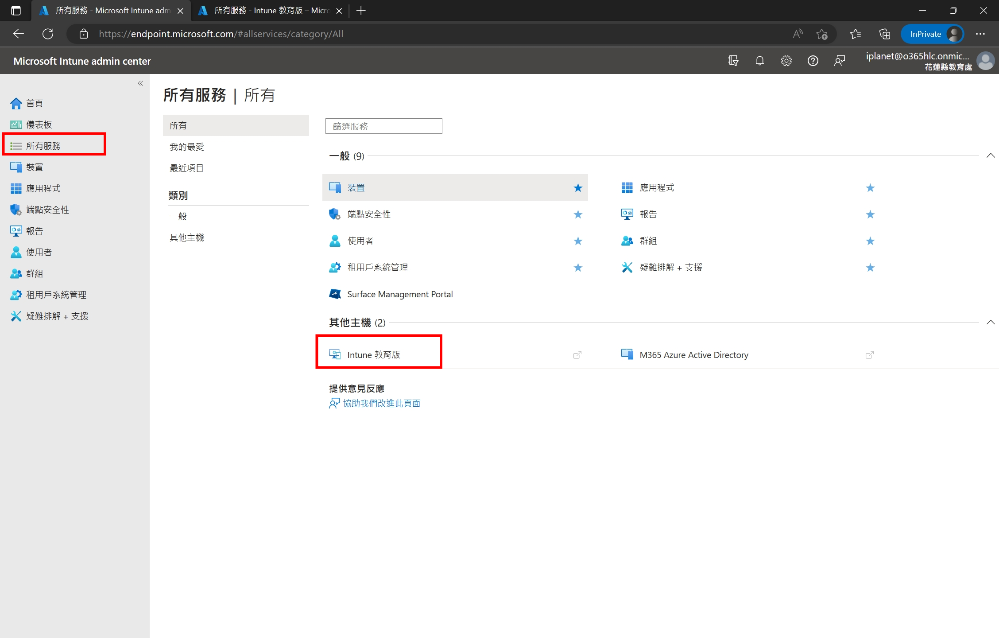 所有服務 - Microsoft Intune adm
所有服務 - Intune 教育版 – Micro
https://endpoint.microsoft.com/#allservices/category/All
InPrivate
Microsoft Intune admin center
iplanet@o365hlc.onmic...
花蓮縣教育處
首頁
儀表板
所有服務
裝置
應用程式
端點安全性
報告
使用者
群組
租用戶系統管理
疑難排解 + 支援
所有服務 | 所有
所有
我的最愛
最近項目
類別
一般
其他主機
篩選服務
一般 (9)
裝置
應用程式
端點安全性
報告
使用者
群組
租用戶系統管理
疑難排解 + 支援
Surface Management Portal
其他主機 (2)
Intune 教育版
M365 Azure Active Directory
提供意見反應
協助我們改進此頁面